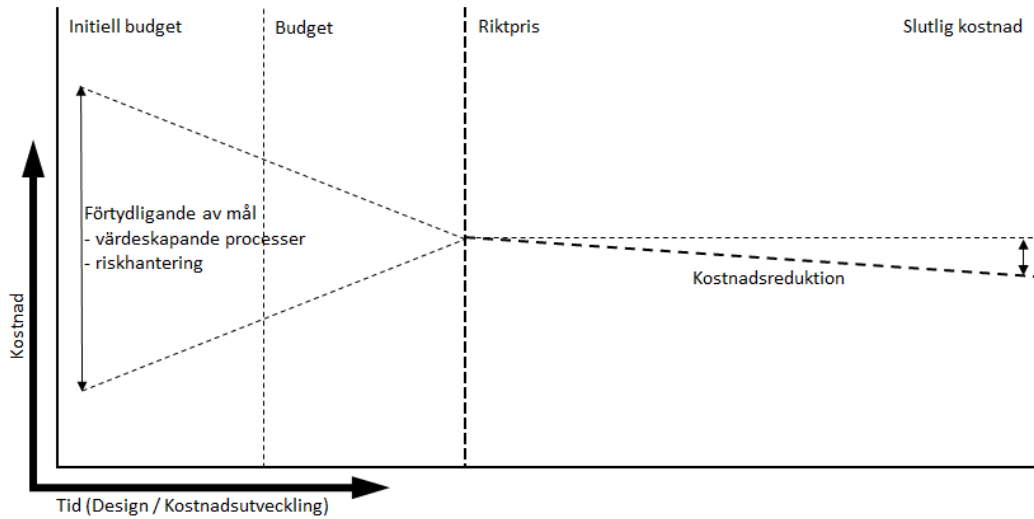 Initiell budget
Budget
Riktpris
Slutlig kostnad
Förtydligande av mål
- värdeskapande processer
- riskhantering
Kostnadsreduktion
Kostnad
Tid (Design / Kostnadsutveckling)